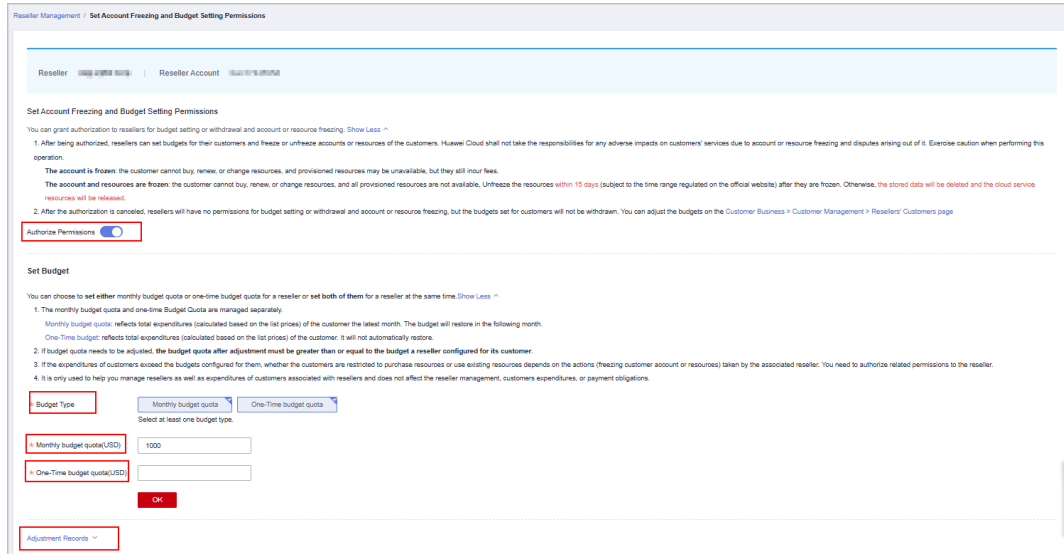 Reseller Management / Set Account Freezing and Budget Setting Permissions
Reseller | Reseller Account
Set Account Freezing and Budget Setting Permissions
You can grant authorization to resellers for budget setting or withdrawal and account or resource freezing. Show Less
1. After being authorized, resellers can set budgets for their customers and freeze or unfreeze accounts or resources of the customers. Huawei Cloud shall not take the responsibilities for any adverse impacts on customers' services due to account or resource freezing and disputes arising out of it. Exercise caution when performing this
operation.
The account is frozen: the customer cannot buy, renew, or change resources, and provisioned resources may be unavailable, but they still incur fees.
The account and resources are frozen: the customer cannot buy, renew, or change resources, and all provisioned resources are not available, Unfreeze the resources within 15 days (subject to the time range regulated on the official website) after they are frozen. Otherwise, the stored data will be deleted and the cloud service
resources will be released.
2. After the authorization is canceled, resellers will have no permissions for budget setting or withdrawal and account or resource freezing, but the budgets set for customers will not be withdrawn. You can adjust the budgets on the Customer Business > Customer Management > Resellers' Customers page
Authorize Permissions
Set Budget
You can choose to set either monthly budget quota or one-time budget quota for a reseller or set both of them for a reseller at the same time.Show Less
1. The monthly budget quota and one-time Budget Quota are managed separately.
Monthly budget quota: reflects total expenditures (calculated based on the list prices) of the customer the latest month. The budget will restore in the following month.
One-Time budget: reflects total expenditures (calculated based on the list prices) of the customer. It will not automatically restore.
2. If budget quota needs to be adjusted, the budget quota after adjustment must be greater than or equal to the budget a reseller configured for its customer.
3. If the expenditures of customers exceed the budgets configured for them, whether the customers are restricted to purchase resources or use existing resources depends on the actions (freezing customer account or resources) taken by the associated reseller. You need to authorize related permissions to the reseller.
4. It is only used to help you manage resellers as well as expenditures of customers associated with resellers and does not affect the reseller management, customers expenditures, or payment obligations.
* Budget Type Monthly budget quota One-Time budget quota
Select at least one budget type.
* Monthly budget quota(USD) 1000
* One-Time budget quota(USD)
OK
Adjustment Records